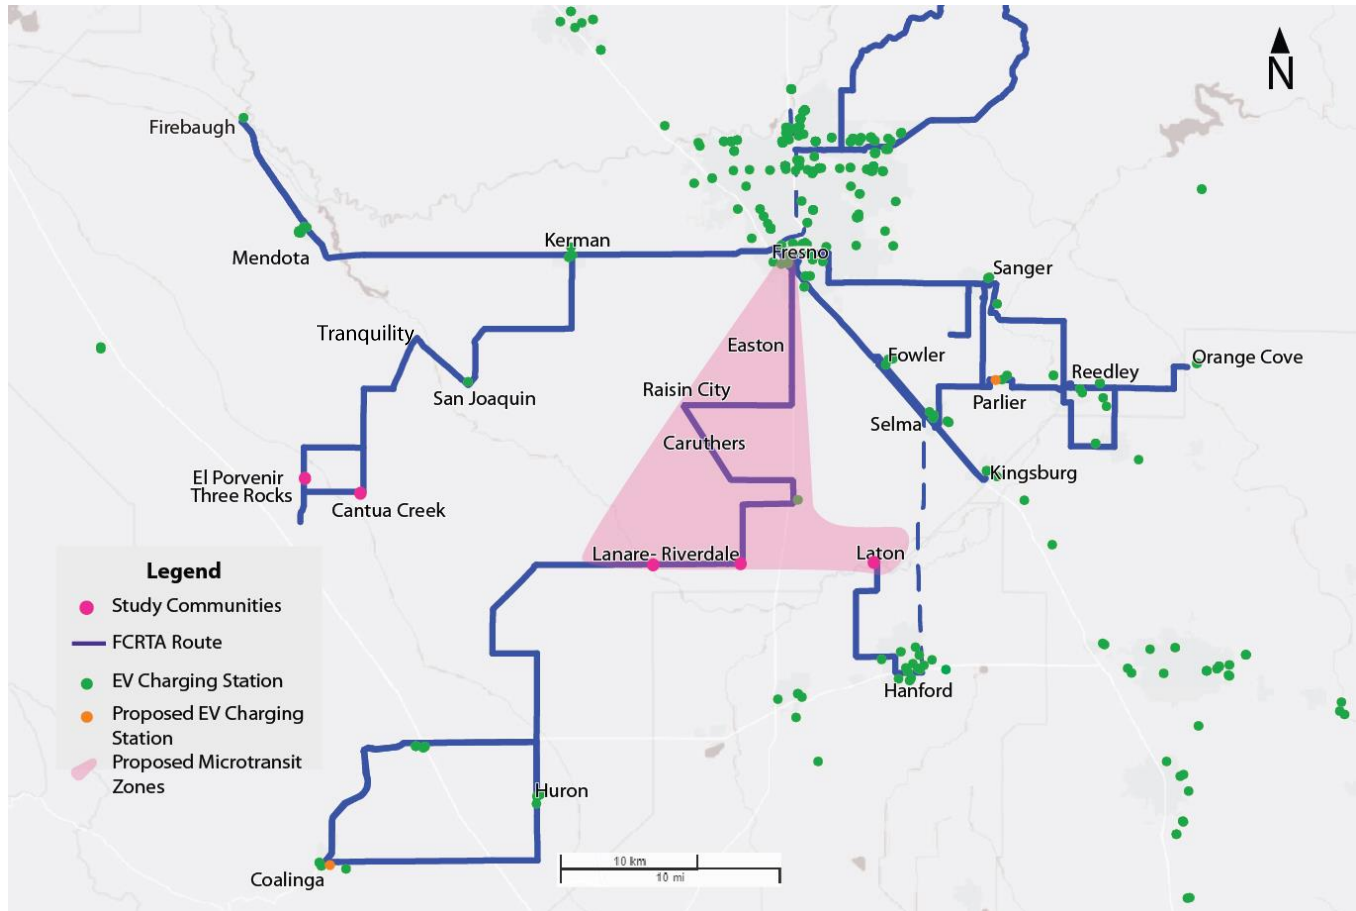 N
Firebaugh
Mendota
Kerman
Fresno
Sanger
Tranquility
Easton
Fowler
Orange Cove
Reedley
San Joaquin
Raisin City
Parlier
Selma
Caruthers
El Porvenir
Three Rocks
Kingsburg
Cantua Creek
Lanare- Riverdale
Laton
Legend
Study Communities
FCRTA Route
EV Charging Station
Proposed EV Charging
Station
Proposed Microtransit
Zones
Hanford
Huron
Coalinga
10 km
10 mi